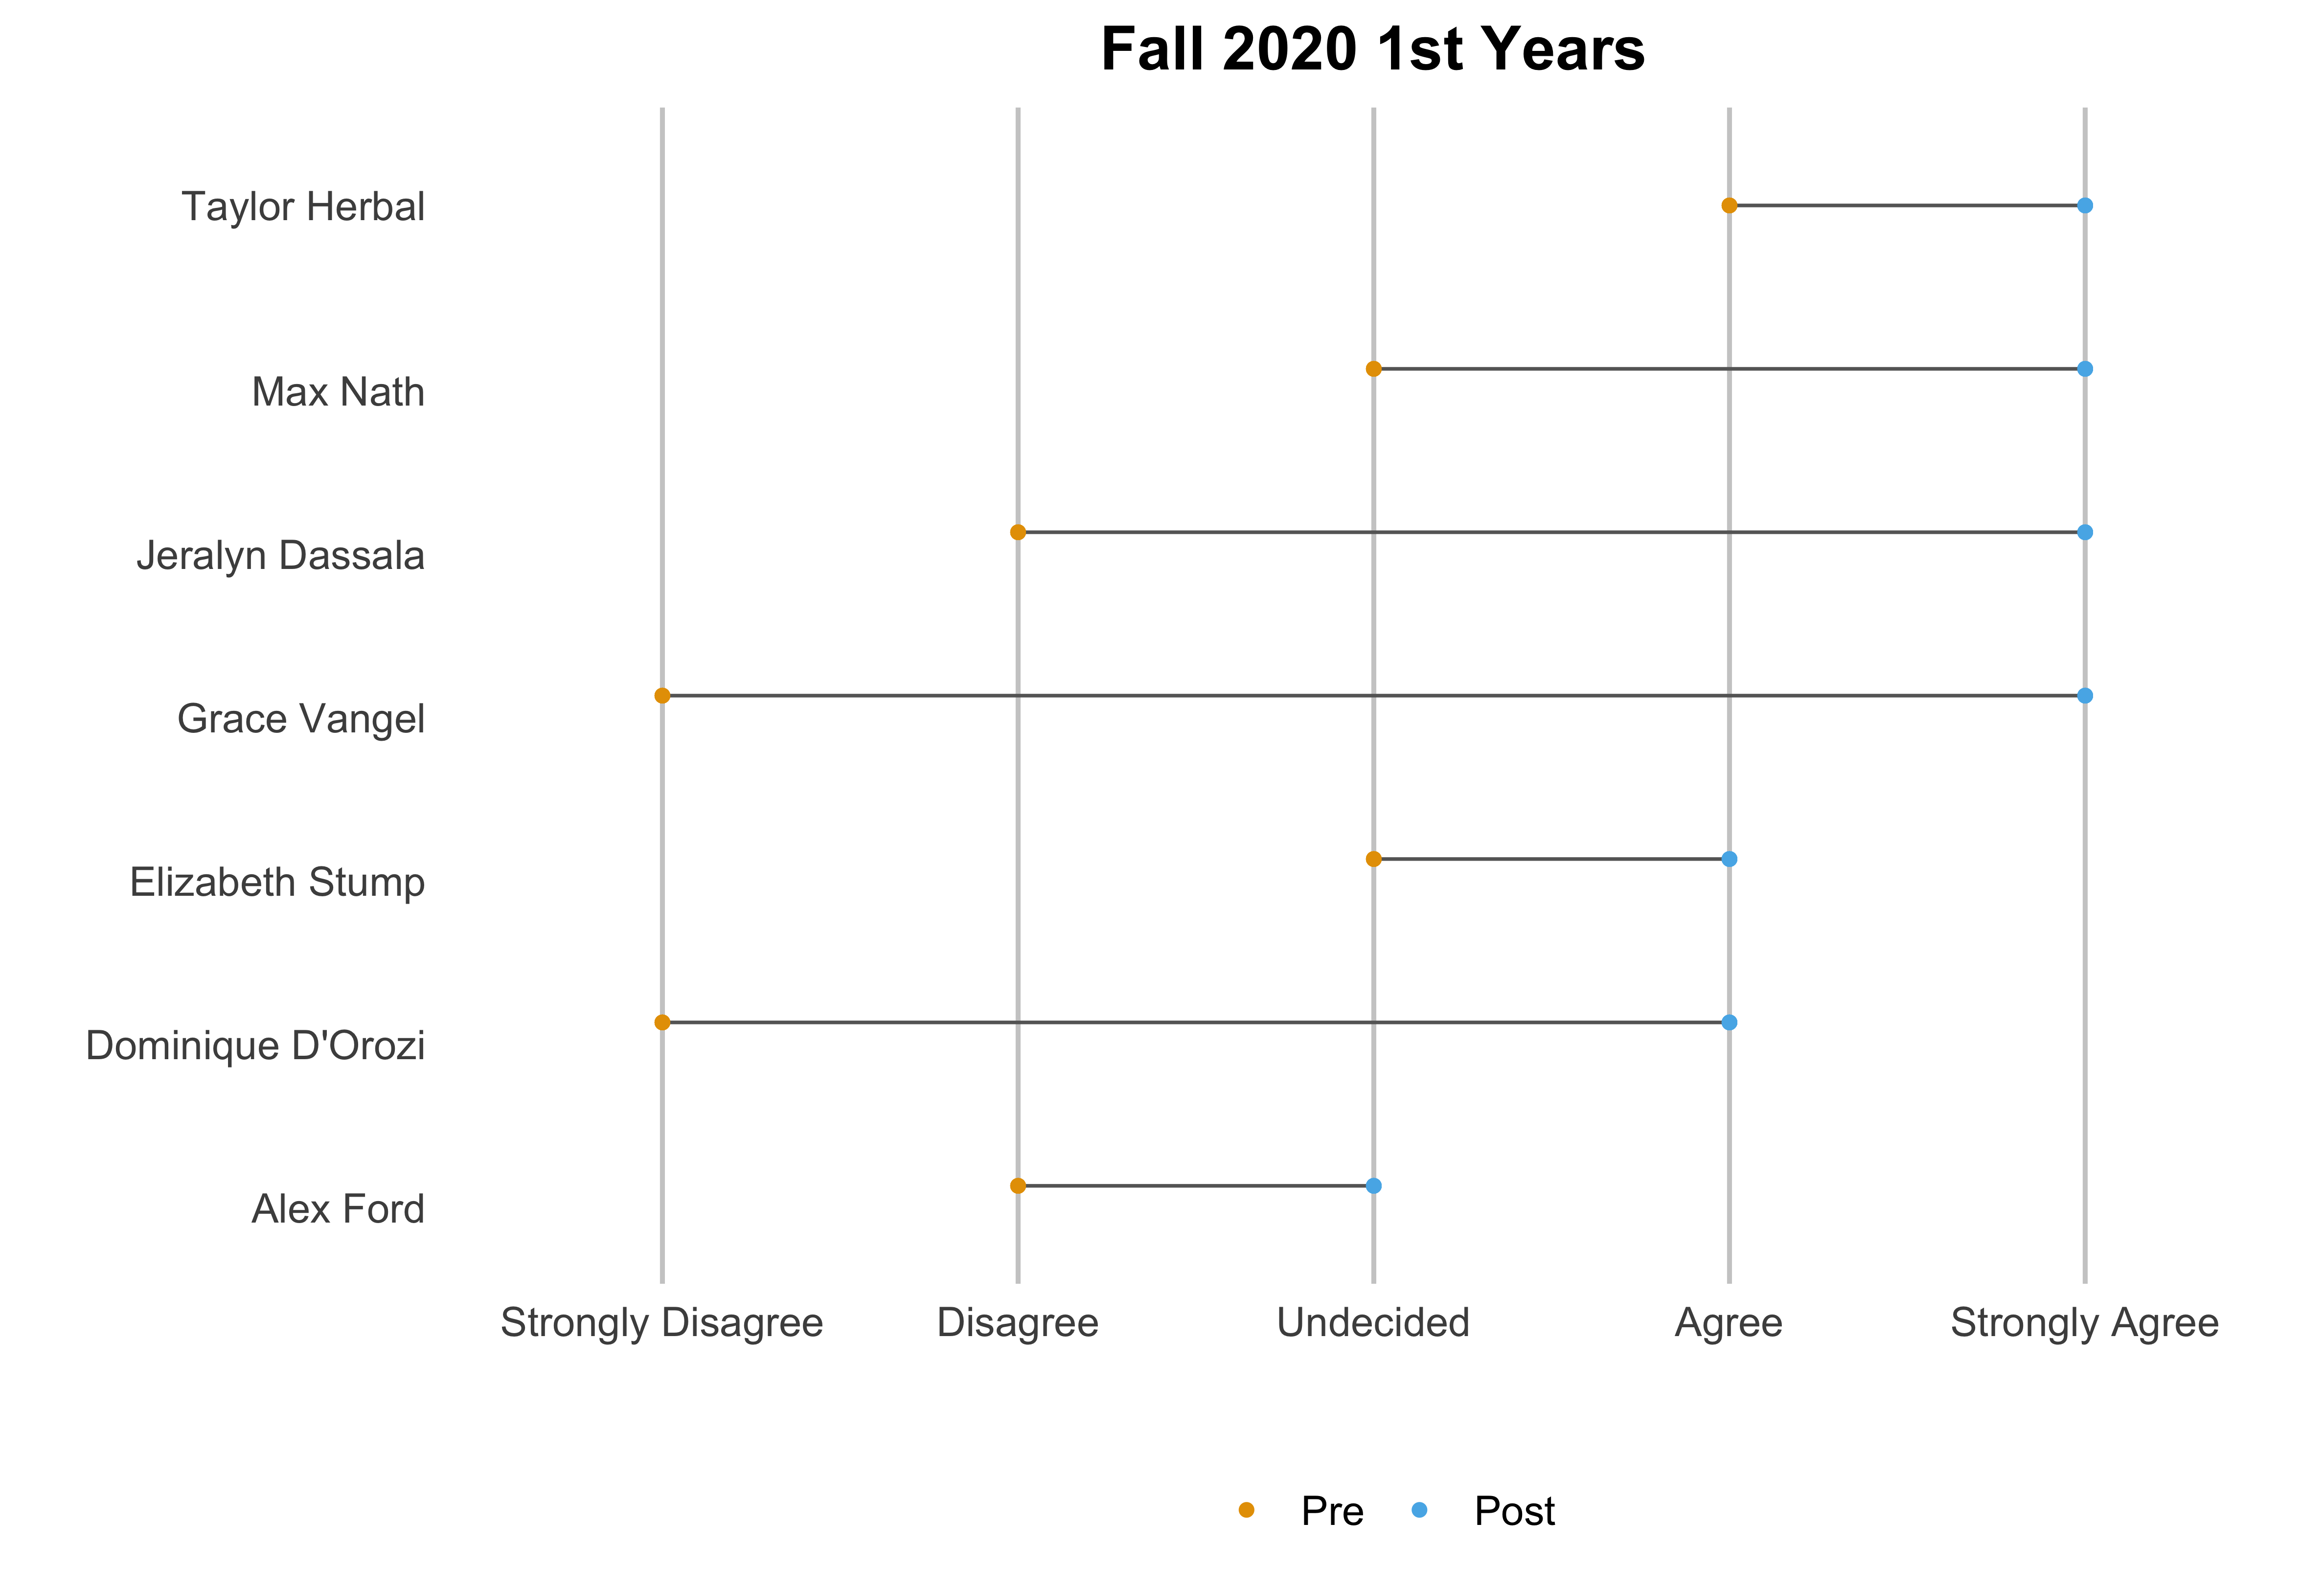 Fall 2020 1st Years
Taylor Herbal
Max Nath
Jeralyn Dassala
Grace Vangel
Elizabeth Stump
Dominique D'Orozi
Alex Ford
Strongly Disagree Disagree Undecided Agree Strongly Agree
Pre Post